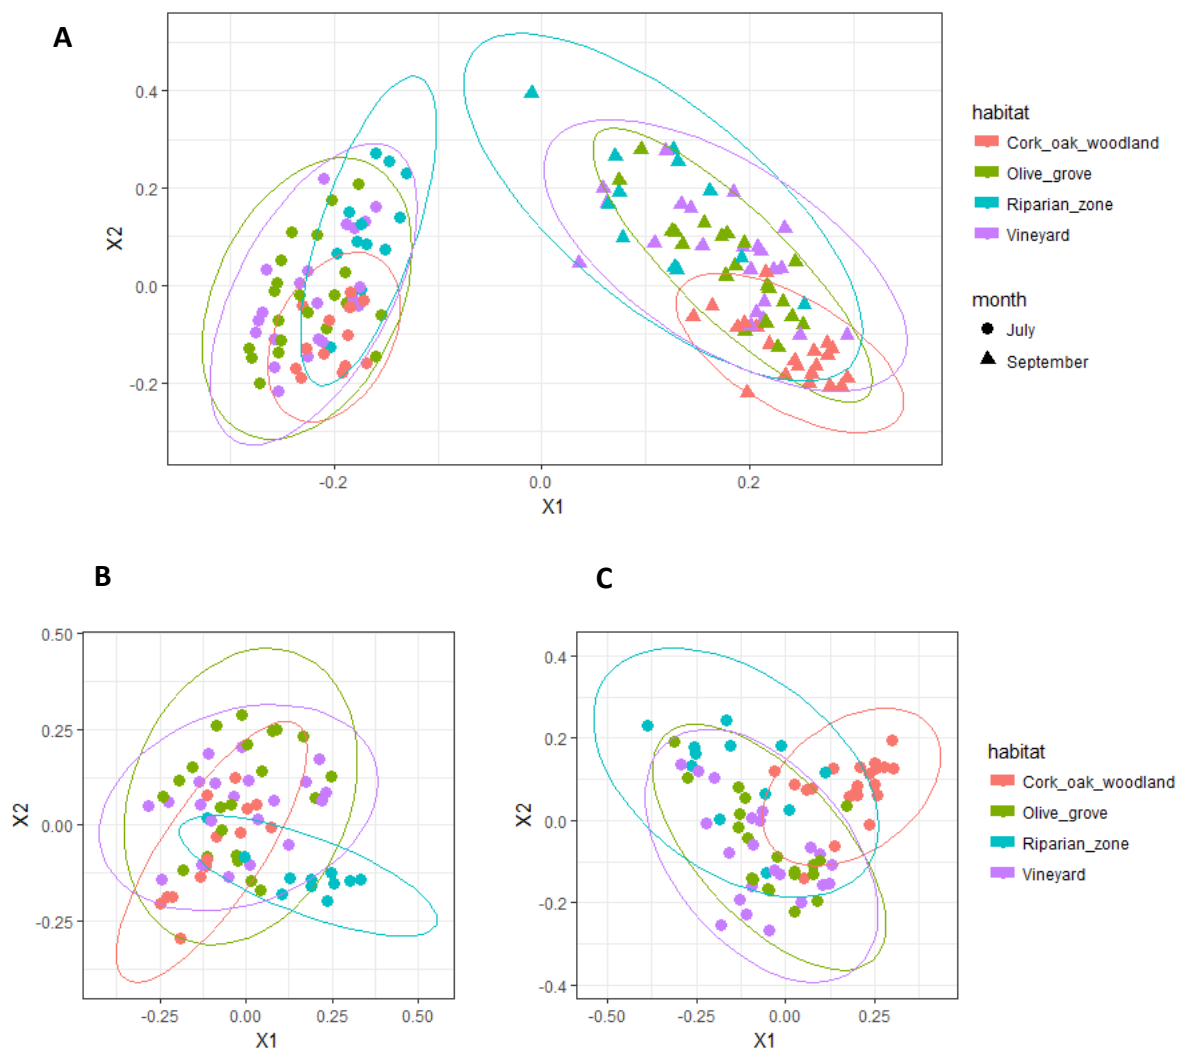 A
0.4
0.2
0.0
-0.2
X2
-0.2
0.0
0.2
X1
habitat
Cork_oak_woodland
Olive_grove
Riparian_zone
Vineyard
month
July
September
B
0.50
0.25
0.00
-0.25
X2
-0.25
0.00
0.25
0.50
X1
C
0.4
0.2
0.0
-0.2
-0.4
X2
-0.50
-0.25
0.00
0.25
X1
habitat
Cork_oak_woodland
Olive_grove
Riparian_zone
Vineyard